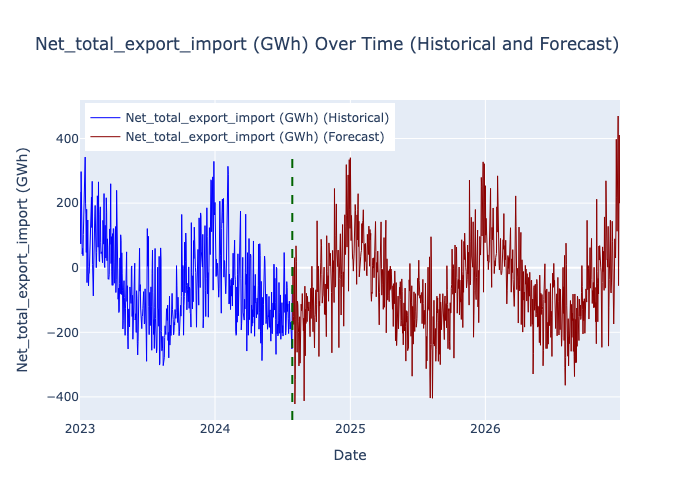 Net_total_export_import (GWh) Over Time (Historical and Forecast)
Net_total_export_import (GWh) (Historical)
Net_total_export_import (GWh) (Forecast)
Net_total_export_import (GWh)
400
200
0
−200
−400
2023
2024
2025
2026
Date